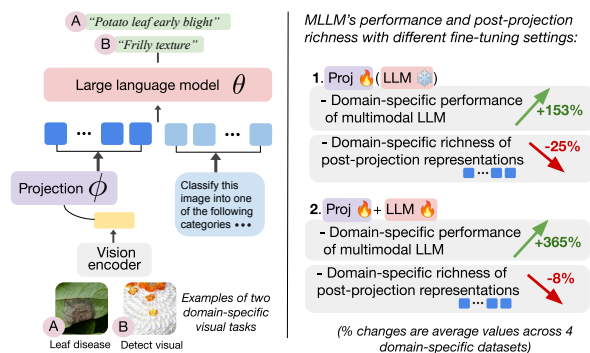 A "Potato leaf early blight"
B "Frilly texture"
Large language model θ
Projection ϕ
Classify this
image into one
of the following
categories •••
Vision
encoder
A
B
Leaf disease
Detect visual
Examples of two
domain-specific
visual tasks
MLLM's performance and post-projection
richness with different fine-tuning settings:
1. Proj (LLM)
- Domain-specific performance
of multimodal LLM
+153%
- Domain-specific richness of
post-projection representations
-25%
2. Proj + LLM
- Domain-specific performance
of multimodal LLM
+365%
- Domain-specific richness of
post-projection representations
-8%
(% changes are average values across 4
domain-specific datasets)